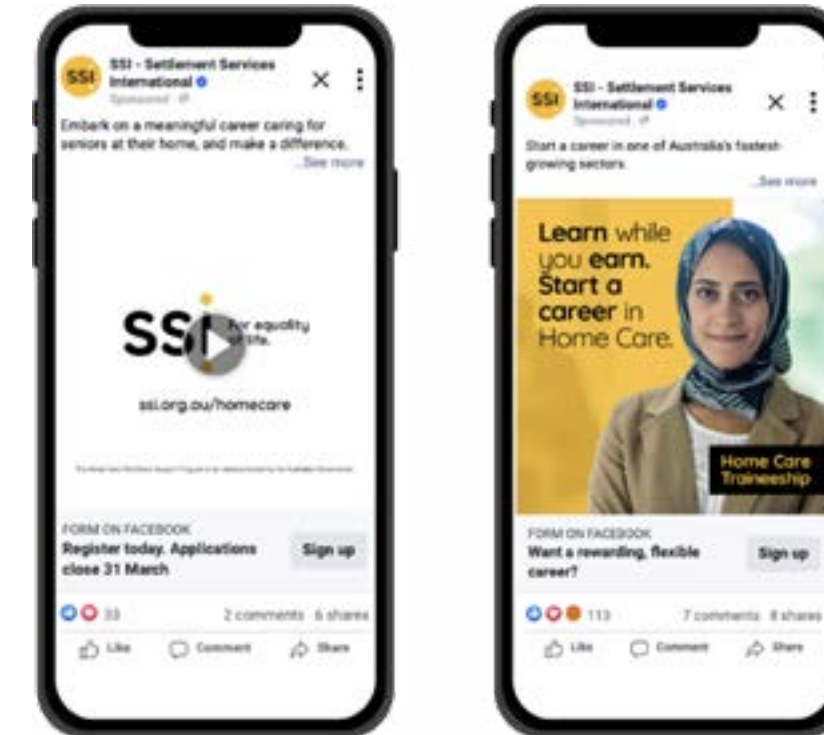 SSI
SSI - Settlement Services
International
Sponsored
Embark on a meaningful career caring for
seniors at their home, and make a difference.
...See more
SSI
For equality
of life.
ssi.org.au/homecare
FORM ON FACEBOOK
Register today. Applications
close 31 March
Sign up
33
2 comments 6 shares
Like Comment Share
SSI
SSI - Settlement Services
International
Sponsored
Start a career in one of Australia's fastest-
growing sectors.
...See more
Learn while
you earn.
Start a
career in
Home Care.
Home Care
Traineeship
FORM ON FACEBOOK
Want a rewarding, flexible
career?
Sign up
113
7 comments 8 shares
Like Comment Share